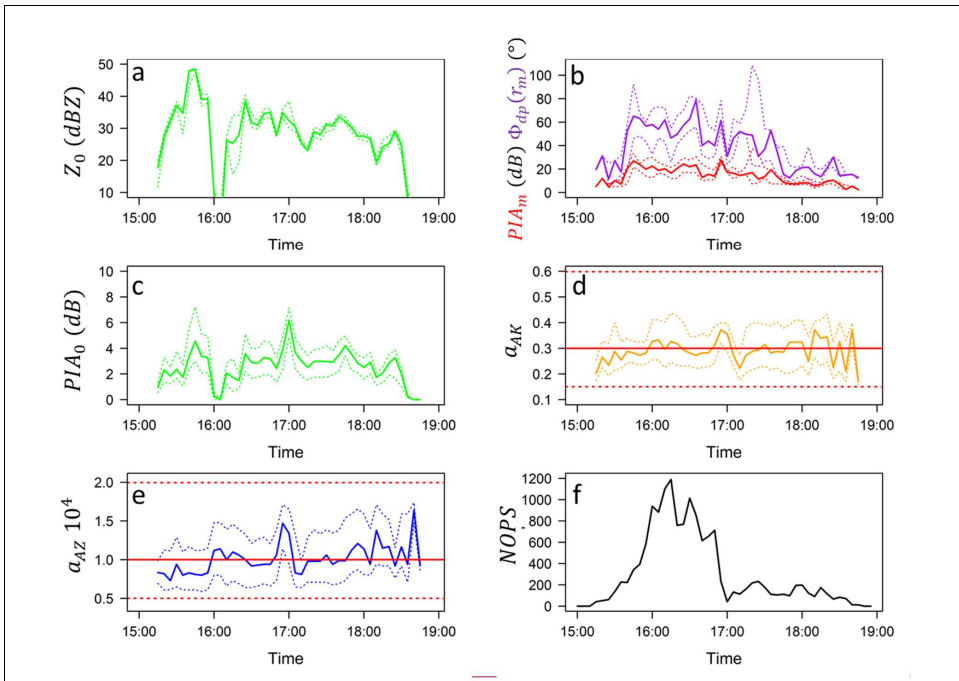 a
Z₀ (dBZ)
50
40
30
20
10
15:00 16:00 17:00 18:00 19:00
Time
b
PIAₘ (dB) Φ_dp(rₘ) (°)
100
80
60
40
20
0
15:00 16:00 17:00 18:00 19:00
Time
c
PIA₀ (dB)
10
8
6
4
2
0
15:00 16:00 17:00 18:00 19:00
Time
d
a_AK
0.6
0.5
0.4
0.3
0.2
0.1
15:00 16:00 17:00 18:00 19:00
Time
e
a_AZ 10⁴
2.0
1.5
1.0
0.5
15:00 16:00 17:00 18:00 19:00
Time
f
NOPS
1200
1000
800
600
400
200
0
15:00 16:00 17:00 18:00 19:00
Time